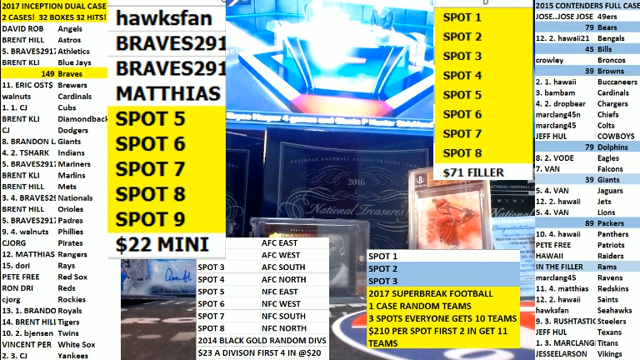 2017 INCEPTION DUAL CASE
2 CASES! 32 BOXES 32 HITS!
DAVID ROB Angels
BRENT HILL Astros
5. BRAVES291 Athletics
BRENT KLI Blue Jays
149 Braves
11. ERIC OST$ Brewers
walnuts Cardinals
1. 1. CJ Cubs
BRENT KLI Diamondback
CJ Dodgers
8. BRANDON L Giants
4. 2. TSHARK Indians
5. BRAVES291 Mariners
BRENT KLI Marlins
BRENT HILL Mets
3. 4. BRAVES2 Nationals
BRENT HILL Orioles
5. BRAVES291 Padres
9. 4. walnuts Phillies
CJORG Pirates
12. MATTHIAS Rangers
15. dorl Rays
PETE FREE Red Sox
RON DRI Reds
cjorg Rockies
13. 1. BRANDO Royals
14. BRENT HIL Tigers
10. 2. bjensen Twins
VINCENT PER White Sox
2. 3. CJ Yankees
hawksfan
BRAVES291
BRAVES291
MATTHIAS
SPOT 5
SPOT 6
SPOT 7
SPOT 8
SPOT 9
$22 MINI
SPOT 1
SPOT 2
SPOT 3
SPOT 4
SPOT 5
SPOT 6
SPOT 7
SPOT 8
$71 FILLER
NATIONAL
2016
National Treasures
AFC EAST
AFC WEST
SPOT 3 AFC SOUTH
SPOT 4 AFC NORTH
SPOT 5 NFC EAST
SPOT 6 NFC WEST
SPOT 7 NFC SOUTH
SPOT 8 NFC NORTH
2014 BLACK GOLD RANDOM DIVS
$23 A DIVISON FIRST 4 IN @$20
SPOT 1
SPOT 2
SPOT 3
2017 SUPERBREAK FOOTBALL
1 CASE RANDOM TEAMS
3 SPOTS EVERYONE GETS 10 TEAMS
$210 PER SPOT FIRST 2 IN GET 11
TEAMS
2015 CONTENDERS FULL CASE
JOSE..JOSE JOSE 49ers
79 Bears
12. 2. hawaii21 Bengals
45 Bills
crowley Broncos
39 Browns
2. 1. hawaii Buccaneers
3. bambam Cardinals
4. 2. dropbear Chargers
marclang45n Chiefs
marclang45 Colts
JEFF HUL COWBOYS
79 Dolphins
8. 2. VODE Eagles
7. VAN Falcons
39 Giants
5. 4. VAN Jaguars
12. 2. hawaii Jets
5. 4. VAN Lions
89 Packers
10. 4. hawaii Panthers
PETE FREE Patriots
HAWAII Raiders
IN THE FILLER Rams
marclang45 Ravens
11. 4. matthias Redskins
12. 2. hawaii Saints
hawksfan Seahawks
9. 3. RUSHTASTIC Steelers
JEFF HUL Texans
1. 3. MARCLANG Titans
ESSEELARSON Vikings